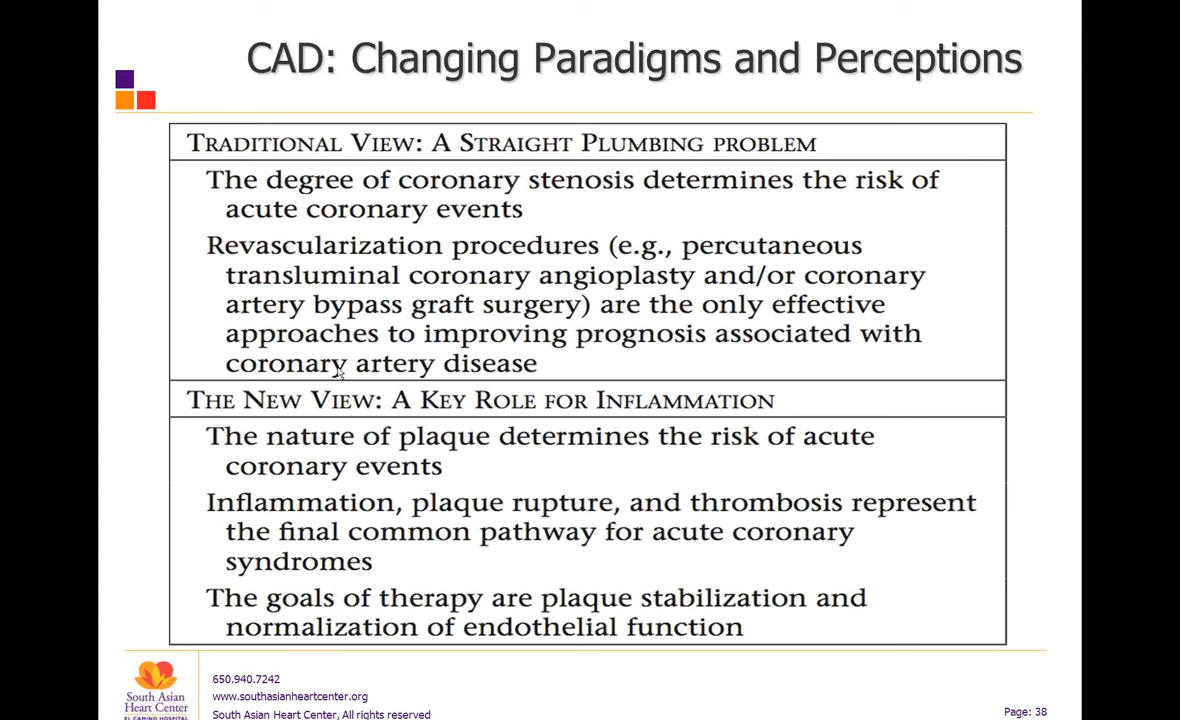 CAD: Changing Paradigms and Perceptions
TRADITIONAL VIEW: A STRAIGHT PLUMBING PROBLEM
The degree of coronary stenosis determines the risk of
acute coronary events
Revascularization procedures (e.g., percutaneous
transluminal coronary angioplasty and/or coronary
artery bypass graft surgery) are the only effective
approaches to improving prognosis associated with
coronary artery disease
THE NEW VIEW: A KEY ROLE FOR INFLAMMATION
The nature of plaque determines the risk of acute
coronary events
Inflammation, plaque rupture, and thrombosis represent
the final common pathway for acute coronary
syndromes
The goals of therapy are plaque stabilization and
normalization of endothelial function
South Asian
Heart Center
EL CAMINO HOSPITAL
650.940.7242
www.southasianheartcenter.org
South Asian Heart Center, All rights reserved
Page: 38